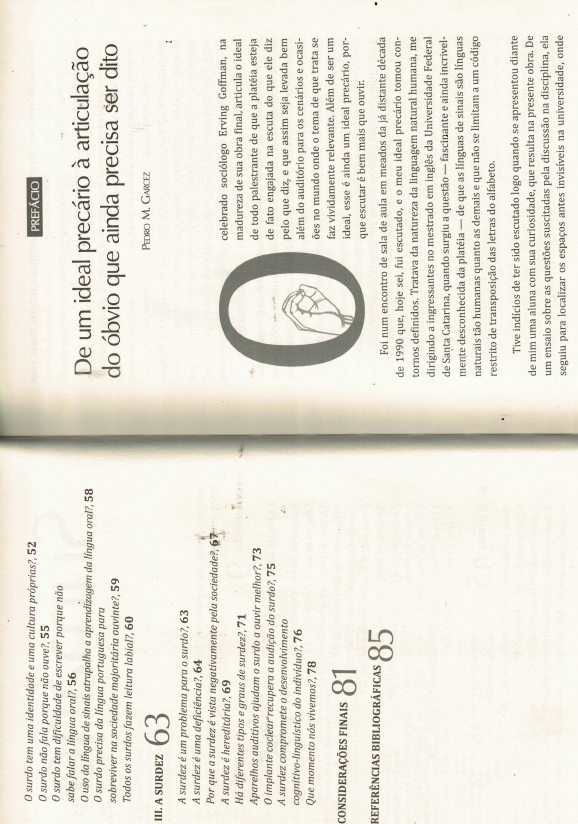 O surdo tem uma identidade e uma cultura próprias?, 52
O surdo não fala porque não ouve?, 55
O surdo tem dificuldade de escrever porque não
sabe falar a língua oral?, 56
O uso da língua de sinais atrapalha a aprendizagem da língua oral?, 58
O surdo precisa da língua portuguesa para
sobreviver na sociedade majoritária ouvinte?, 59
Todos os surdos fazem leitura labial?, 60
III. A SURDEZ 63
A surdez é um problema para o surdo?, 63
A surdez é uma deficiência?, 64
Por que a surdez é vista negativamente pela sociedade?, 67
A surdez é hereditária?, 69
Há diferentes tipos e graus de surdez?, 71
Aparelhos auditivos ajudam o surdo a ouvir melhor?, 73
O implante coclear recupera a audição do surdo?, 75
A surdez compromete o desenvolvimento
cognitivo-linguístico do indivíduo?, 76
Que momento nós vivemos?, 78
CONSIDERAÇÕES FINAIS 81
REFERÊNCIAS BIBLIOGRÁFICAS 85
PREFÁCIO
De um ideal precário à articulação
do óbvio que ainda precisa ser dito
PEDRO M. GARCEZ
O celebrado sociólogo Erving Goffman, na
madureza de sua obra final, articula o ideal
de todo palestrante de que a platéia esteja
de fato engajada na escuta do que ele diz
pelo que diz, e que assim seja levada bem
além do auditório para os cenários e ocasi-
ões no mundo onde o tema de que trata se
faz vividamente relevante. Além de ser um
ideal, esse é ainda um ideal precário, por-
que escutar é bem mais que ouvir.
Foi num encontro de sala de aula em meados da já distante década
de 1990 que, hoje sei, fui escutado, e o meu ideal precário tomou con-
tornos definidos. Tratava da natureza da linguagem natural humana, me
dirigindo a ingressantes no mestrado em inglês da Universidade Federal
de Santa Catarina, quando surgiu a questão — fascinante e ainda incrivel-
mente desconhecida da platéia — de que as línguas de sinais são línguas
naturais tão humanas quanto as demais e que não se limitam a um código
restrito de transposição das letras do alfabeto.
Tive indícios de ter sido escutado logo quando se apresentou diante
de mim uma aluna com sua curiosidade, que resulta na presente obra. De
um ensaio sobre as questões suscitadas pela discussão na disciplina, ela
seguiu para localizar os espaços antes invisíveis na universidade, onde